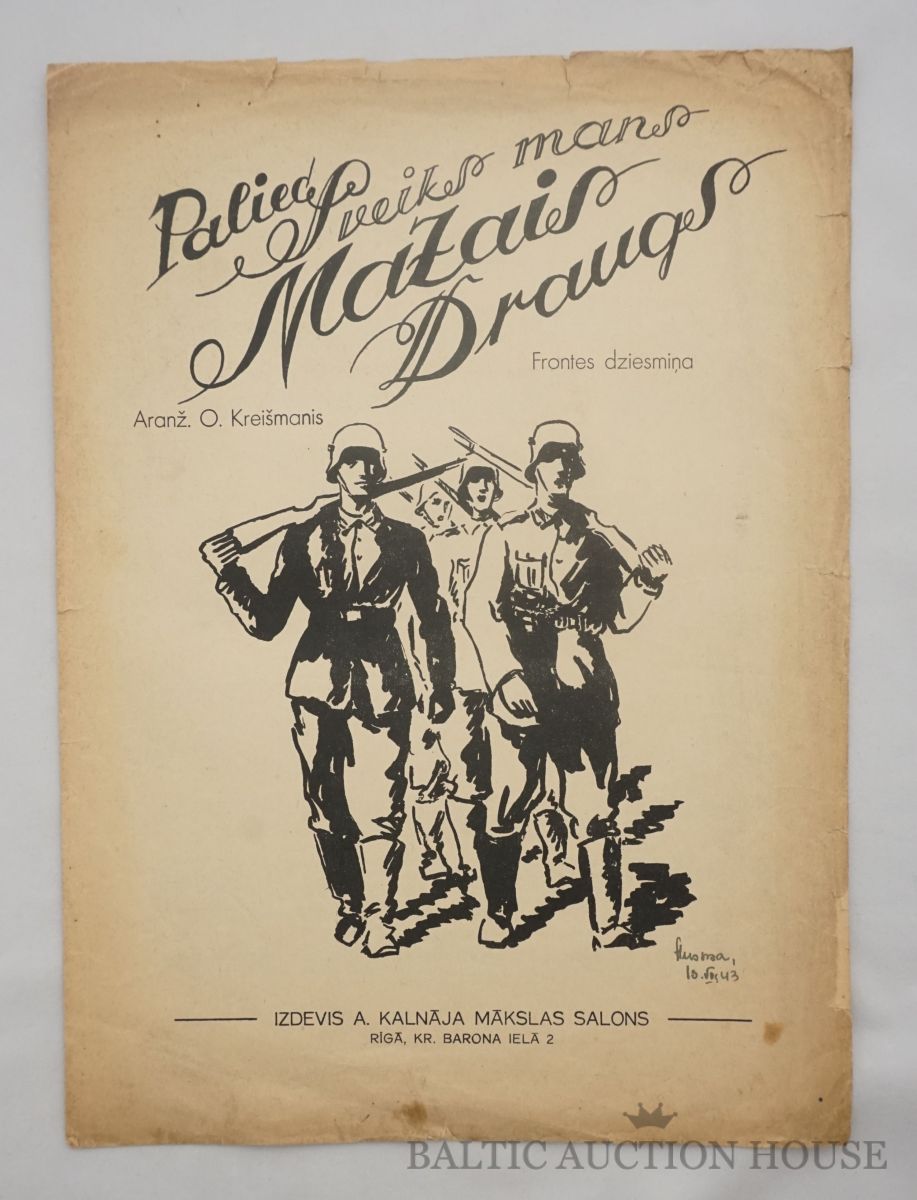 Paliec Sveiks mans
Mazais
Draugs
Frontes dziesmiņa
Aranž. O. Kreišmanis
43
IZDEVIS A. KALNĀJA MĀKSLAS SALONS
RĪGĀ, KR. BARONA IELĀ 2
BALTIC AUCTION HOUSE